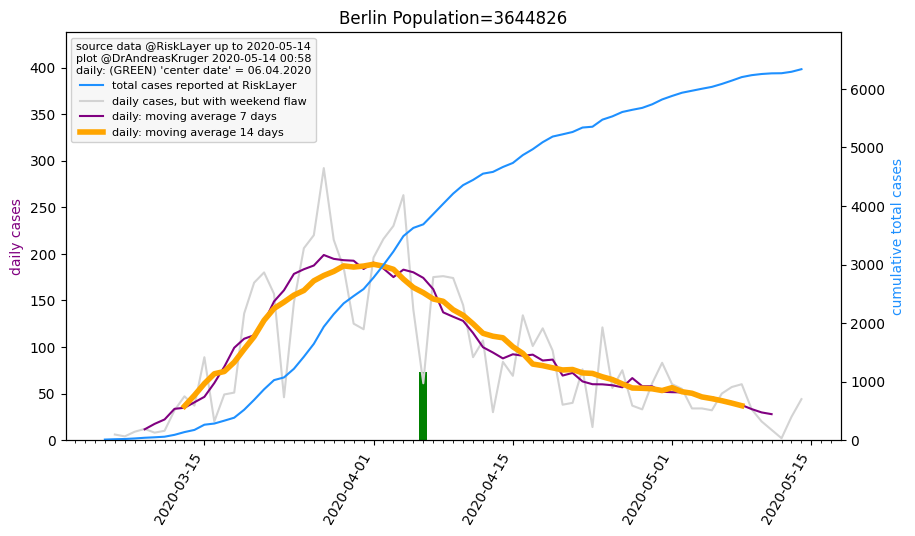 Berlin Population=3644826
source data @RiskLayer up to 2020-05-14
plot @DrAndreasKruger 2020-05-14 00:58
daily: (GREEN) 'center date' = 06.04.2020
total cases reported at RiskLayer
daily cases, but with weekend flaw
daily: moving average 7 days
daily: moving average 14 days
daily cases
400
350
300
250
200
150
100
50
0
6000
5000
4000
3000
2000
1000
0
cumulative total cases
2020-03-15
2020-04-01
2020-04-15
2020-05-01
2020-05-15